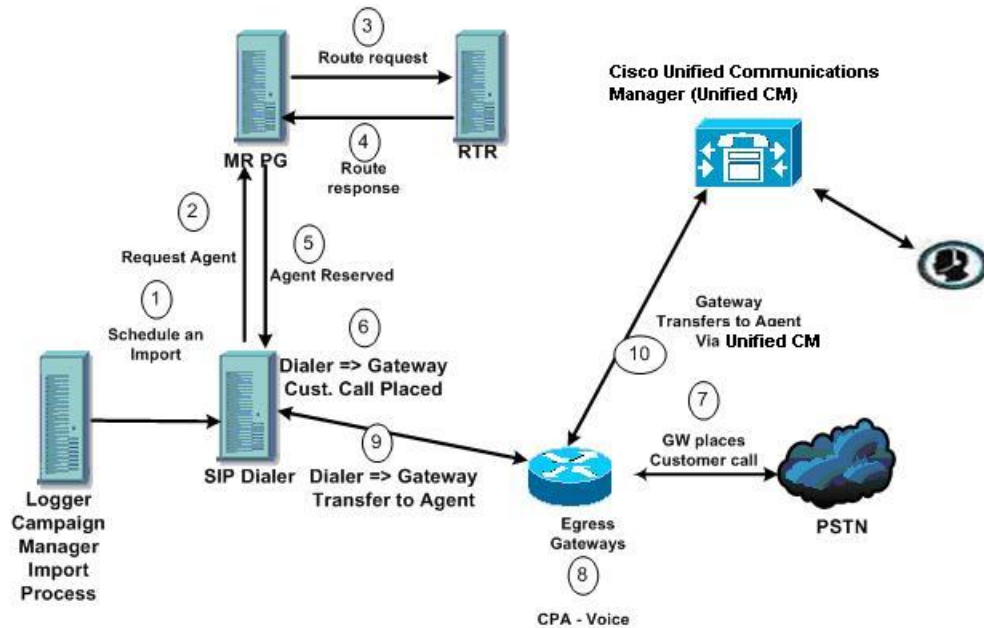 3
Route request
Cisco Unified Communications
Manager (Unified CM)
MR PG
4
Route
response
RTR
2
Request Agent
5
Agent Reserved
1
Schedule an
Import
6
Dialer => Gateway
Cust. Call Placed
Gateway
Transfers to Agent
Via Unified CM
10
7
GW places
Customer call
9
Dialer => Gateway
Transfer to Agent
SIP Dialer
Logger
Campaign
Manager
Import
Process
Egress
Gateways
PSTN
8
CPA - Voice